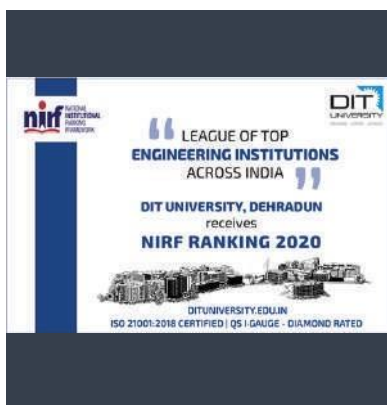 nirf
NATIONAL
INSTITUTIONAL
RANKING
FRAMEWORK
DIT
UNIVERSITY
“ LEAGUE OF TOP
ENGINEERING INSTITUTIONS
ACROSS INDIA ”
DIT UNIVERSITY, DEHRADUN
receives
NIRF RANKING 2020
DITUNIVERSITY.EDU.IN
ISO 21001:2018 CERTIFIED | QS I·GAUGE - DIAMOND RATED